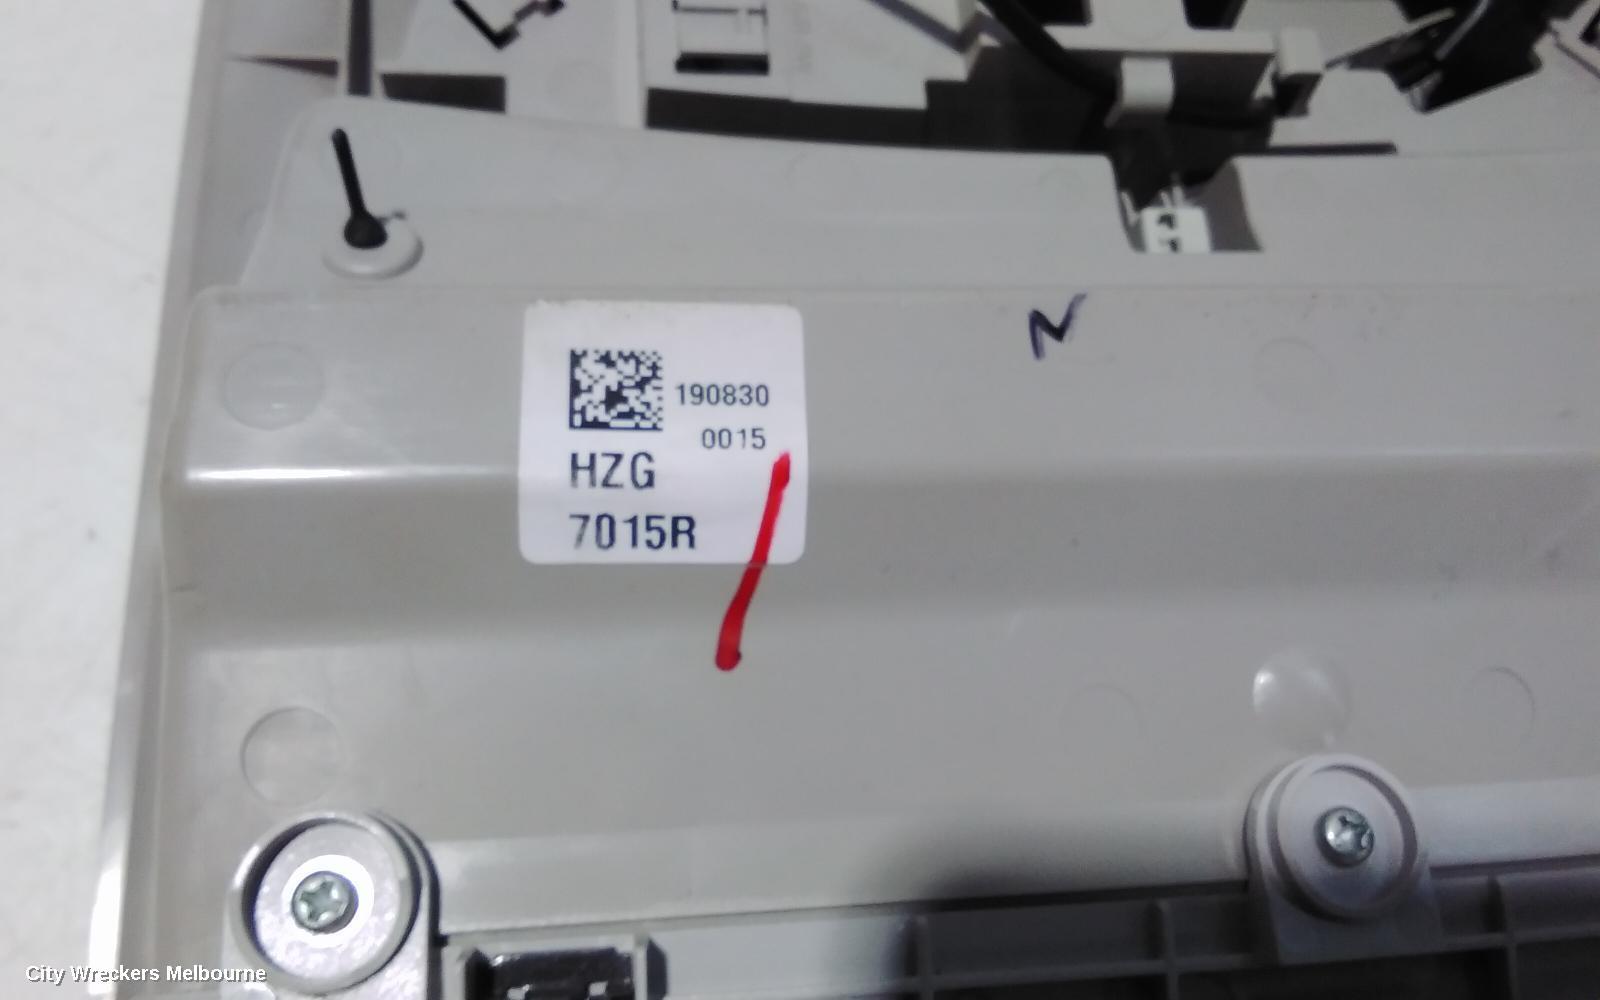 N
190830
0015
HZG
7015R
City Wreckers Melbourne